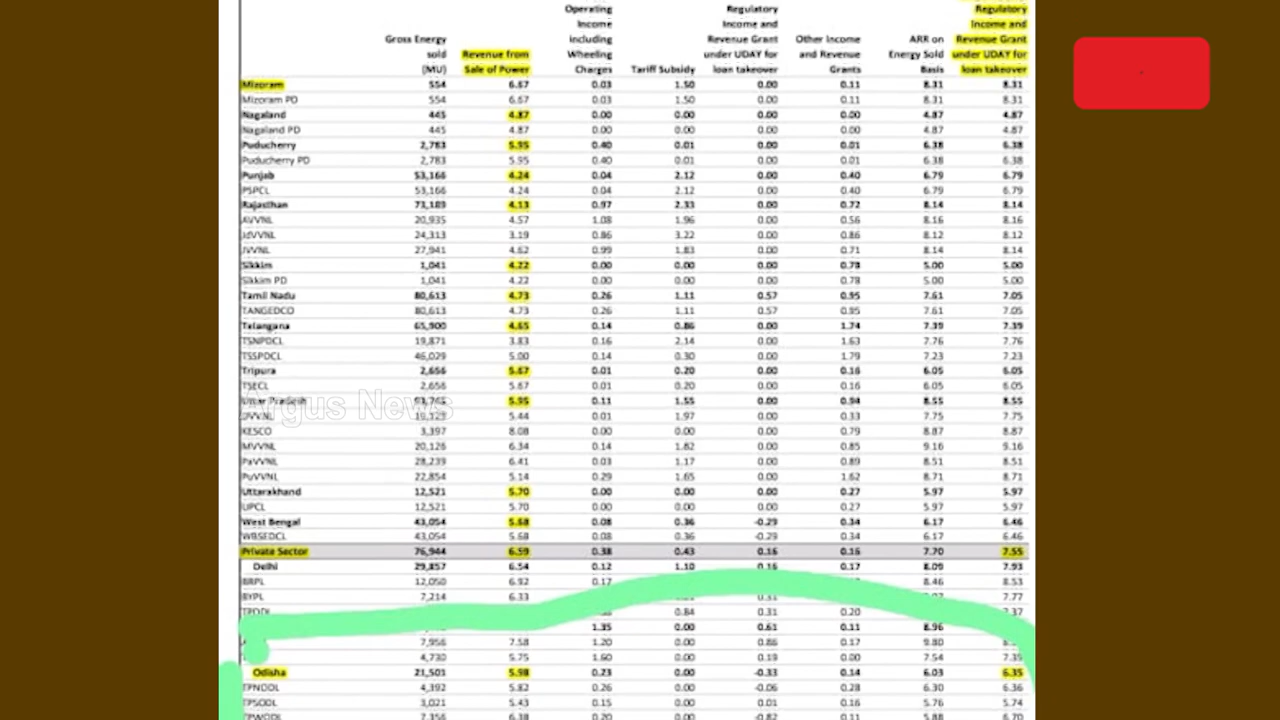 Operating Regulatory Regulatory
Income Income and Income and
Gross Energy including Revenue Grant Other Income ARR on Revenue Grant
sold Revenue from Wheeling under UDAY for and Revenue Energy Sold under UDAY for
(MU) Sale of Power Charges Tariff Subsidy loan takeover Grants Basis loan takeover
Mizoram 554 6.67 0.03 1.50 0.00 0.11 8.31 8.31
Mizoram PD 554 6.67 0.03 1.50 0.00 0.11 8.31 8.31
Nagaland 445 4.87 0.00 0.00 0.00 0.00 4.87 4.87
Nagaland PD 445 4.87 0.00 0.00 0.00 0.00 4.87 4.87
Puducherry 2,783 5.95 0.40 0.01 0.00 0.01 6.38 6.38
Puducherry PD 2,783 5.95 0.40 0.01 0.00 0.01 6.38 6.38
Punjab 53,166 4.24 0.04 2.12 0.00 0.40 6.79 6.79
PSPCL 53,166 4.24 0.04 2.12 0.00 0.40 6.79 6.79
Rajasthan 73,189 4.13 0.97 2.33 0.00 0.72 8.14 8.14
AVVNL 20,935 4.57 1.08 1.96 0.00 0.56 8.16 8.16
JdVVNL 24,313 3.19 0.86 3.22 0.00 0.86 8.12 8.12
JVVNL 27,941 4.62 0.99 1.83 0.00 0.71 8.14 8.14
Sikkim 1,041 4.22 0.00 0.00 0.00 0.78 5.00 5.00
Sikkim PD 1,041 4.22 0.00 0.00 0.00 0.78 5.00 5.00
Tamil Nadu 80,613 4.73 0.26 1.11 0.57 0.95 7.61 7.05
TANGEDCO 80,613 4.73 0.26 1.11 0.57 0.95 7.61 7.05
Telangana 65,900 4.65 0.14 0.86 0.00 1.74 7.39 7.39
TSNPDCL 19,871 3.83 0.16 2.14 0.00 1.63 7.76 7.76
TSSPDCL 46,029 5.00 0.14 0.30 0.00 1.79 7.23 7.23
Tripura 2,656 5.67 0.01 0.20 0.00 0.16 6.05 6.05
TSECL 2,656 5.67 0.01 0.20 0.00 0.16 6.05 6.05
Uttar Pradesh 5.95 0.11 1.55 0.00 0.94 8.55 8.55
Argus News
DVVNL 5.44 0.01 1.97 0.00 0.33 7.75 7.75
KESCO 3,397 8.08 0.00 0.00 0.00 0.79 8.87 8.87
MVVNL 20,126 6.34 0.14 1.82 0.00 0.85 9.16 9.16
PaVVNL 28,239 6.41 0.03 1.17 0.00 0.89 8.51 8.51
PuVVNL 22,854 5.14 0.29 1.65 0.00 1.62 8.71 8.71
Uttarakhand 12,521 5.70 0.00 0.00 0.00 0.27 5.97 5.97
UPCL 12,521 5.70 0.00 0.00 0.00 0.27 5.97 5.97
West Bengal 43,054 5.68 0.08 0.36 -0.29 0.34 6.17 6.46
WBSEDCL 43,054 5.68 0.08 0.36 -0.29 0.34 6.17 6.46
Private Sector 76,944 6.59 0.38 0.43 0.16 0.16 7.70 7.55
Delhi 29,857 6.54 0.12 1.10 0.16 0.17 8.09 7.93
BRPL 12,050 6.92 0.17 8.46 8.53
BYPL 7,214 6.33 7.77
TPDDL 0.84 0.31 0.20
1.35 0.00 0.61 0.11 8.96
7,956 7.58 1.20 0.00 0.86 0.17 9.80
4,730 5.75 1.60 0.00 0.19 0.00 7.54 7.35
Odisha 21,501 5.98 0.23 0.00 -0.33 0.14 6.03 6.35
TPNODL 4,392 5.82 0.26 0.00 -0.06 0.28 6.30 6.36
TPSODL 3,021 5.43 0.15 0.00 0.01 0.16 5.76 5.74
TPWODL 7,356 6.38 0.20 0.00 -0.82 0.11 5.88 6.70